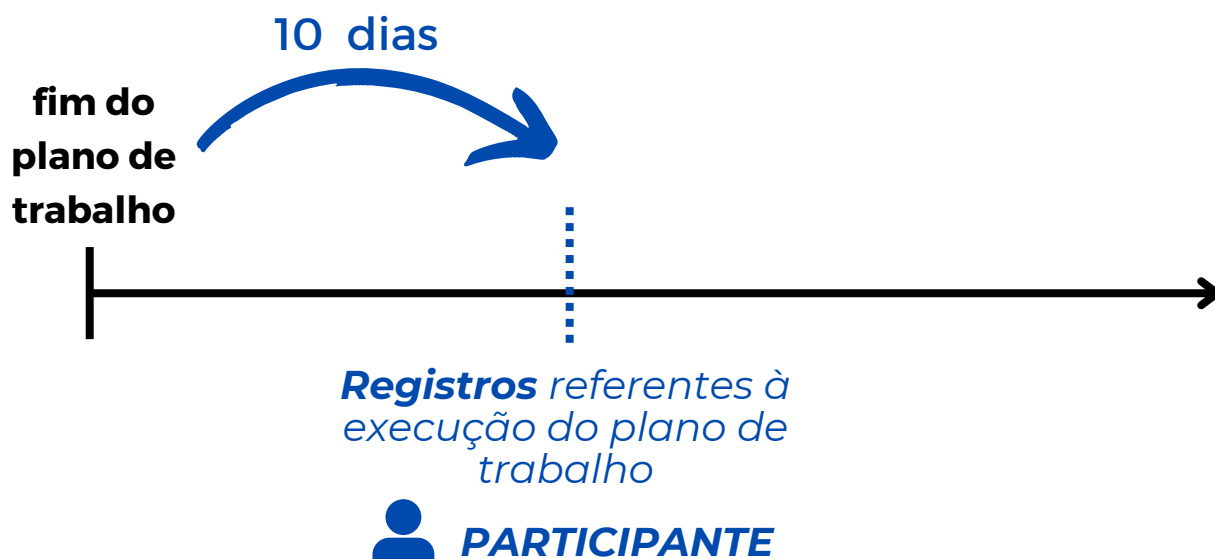 10 dias
fim do
plano de
trabalho
Registros referentes à
execução do plano de
trabalho
PARTICIPANTE